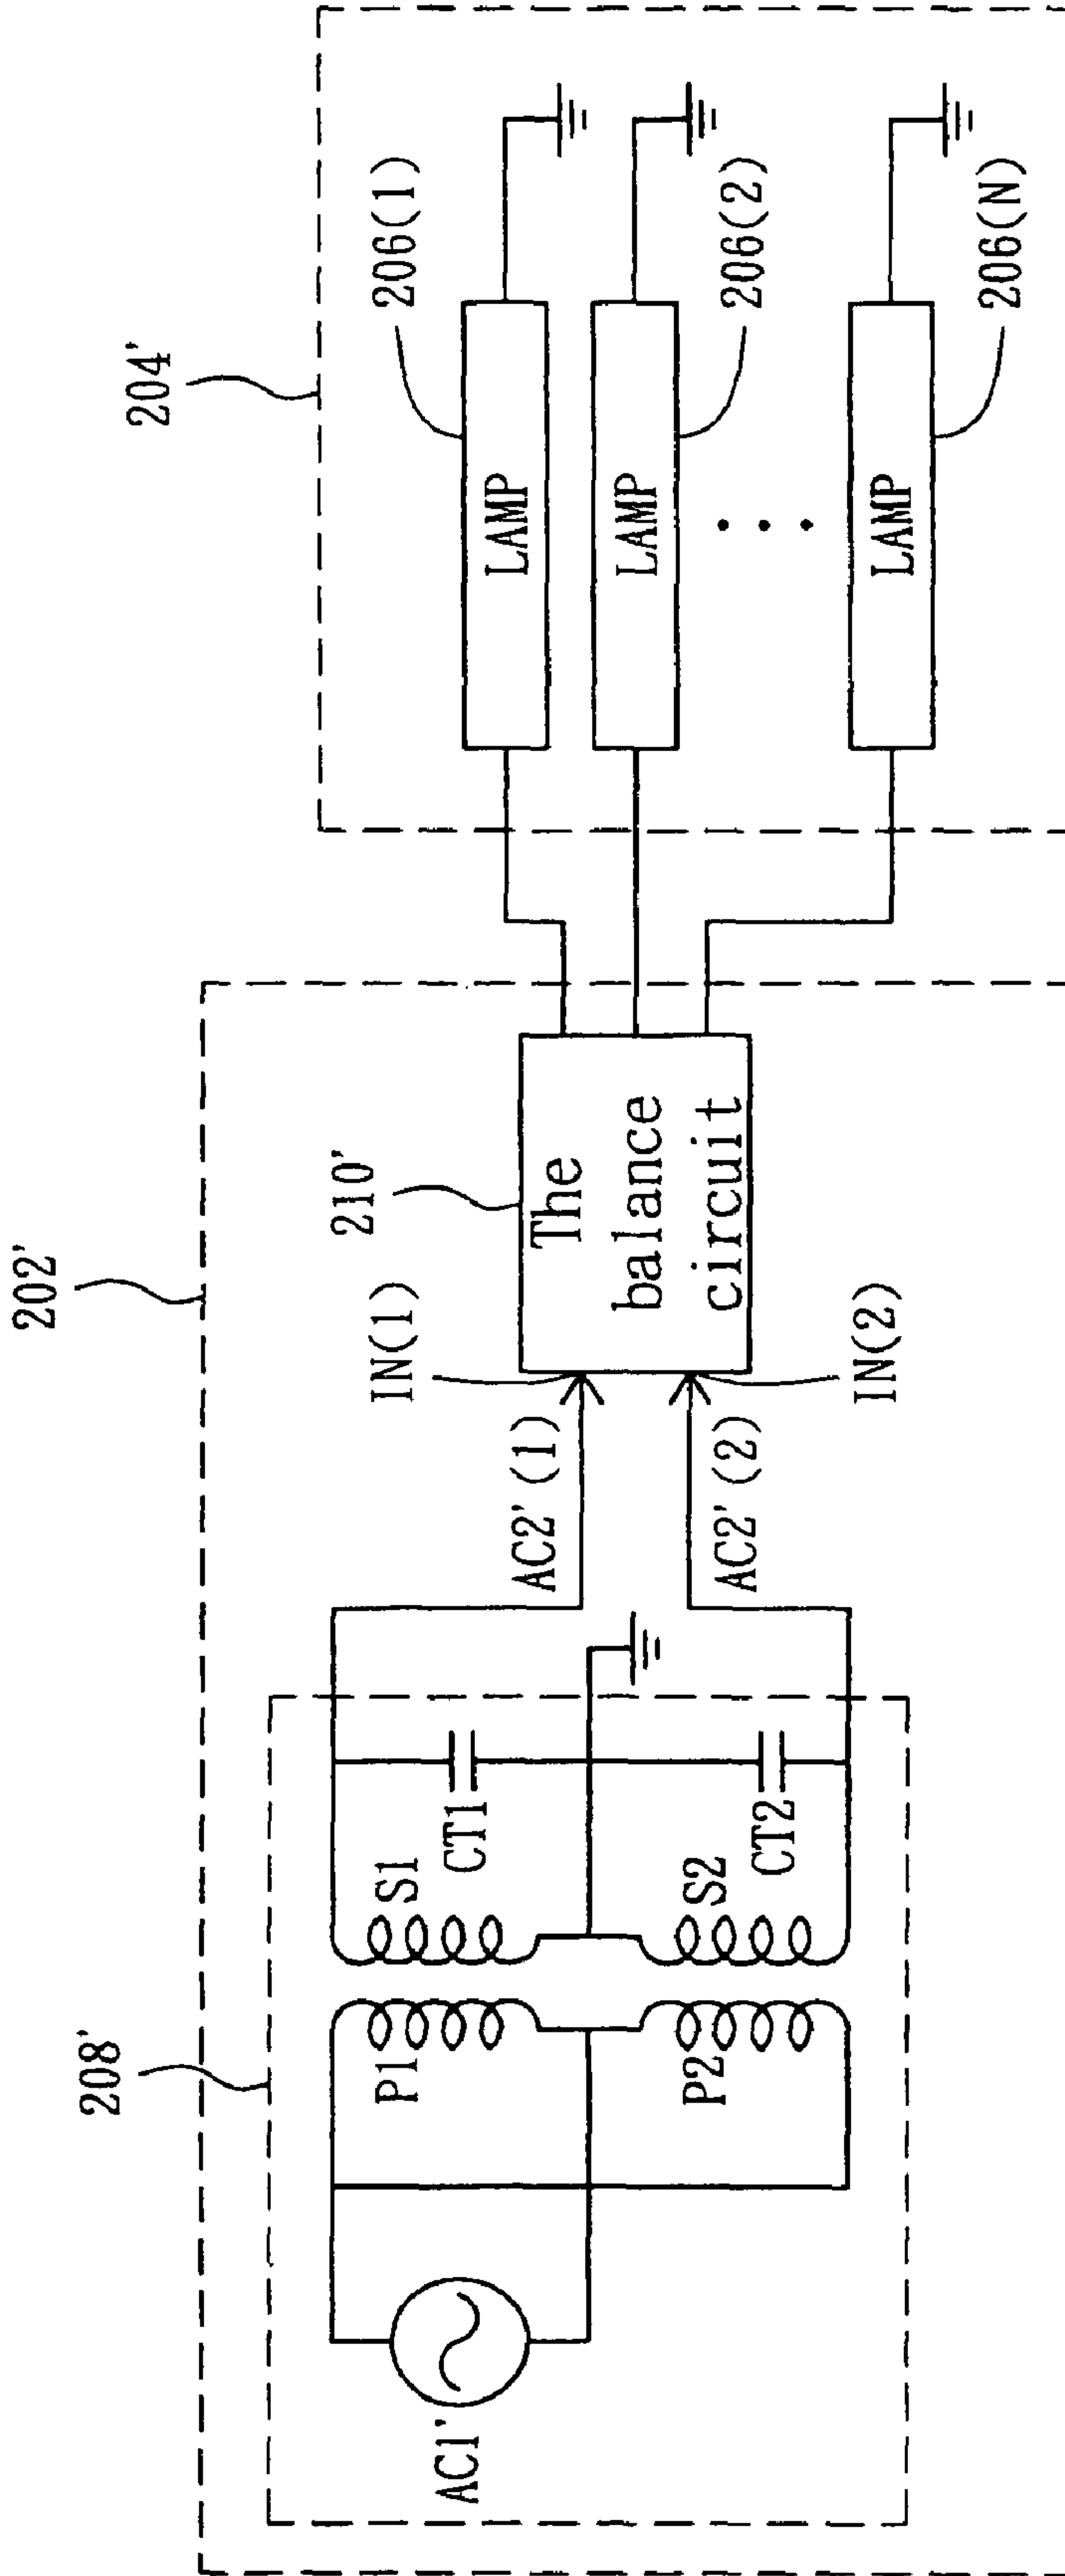 202'
204'
208'
210'
AC1'
P1
P2
S1
S2
CT1
CT2
AC2'(1)
AC2'(2)
IN(1)
IN(2)
The
balance
circuit
LAMP
206(1)
LAMP
206(2)
LAMP
206(N)